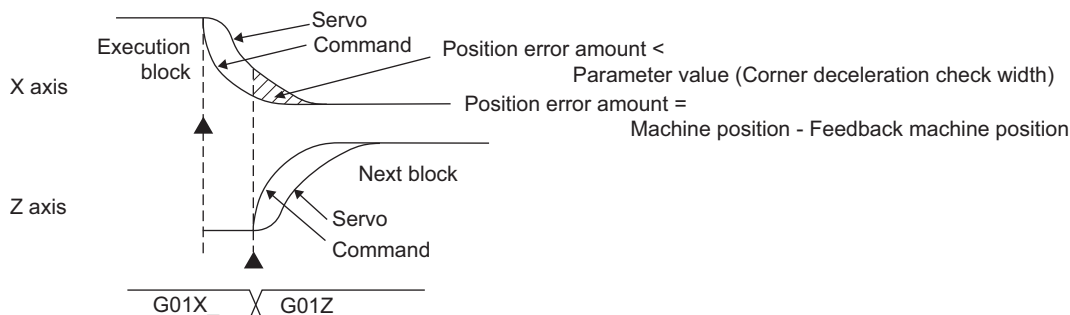 Servo
Command
Execution
block
Position error amount <
Parameter value (Corner deceleration check width)
X axis
Position error amount =
Machine position - Feedback machine position
Next block
Z axis
Servo
Command
G01X_
G01Z